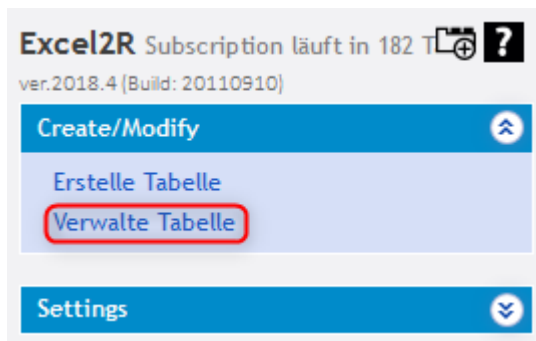 Excel2R Subscription läuft in 182 T
ver.2018.4 (Build: 20110910)
Create/Modify
Erstelle Tabelle
Verwalte Tabelle
Settings